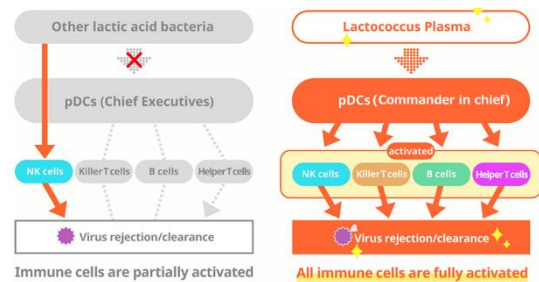 Other lactic acid bacteria
pDCs (Chief Executives)
NK cells
KillerT cells
B cells
HelperT cells
Virus rejection/clearance
Immune cells are partially activated
Lactococcus Plasma
pDCs (Commander in chief)
activated
NK cells
KillerT cells
B cells
HelperT cells
Virus rejection/clearance
All immune cells are fully activated